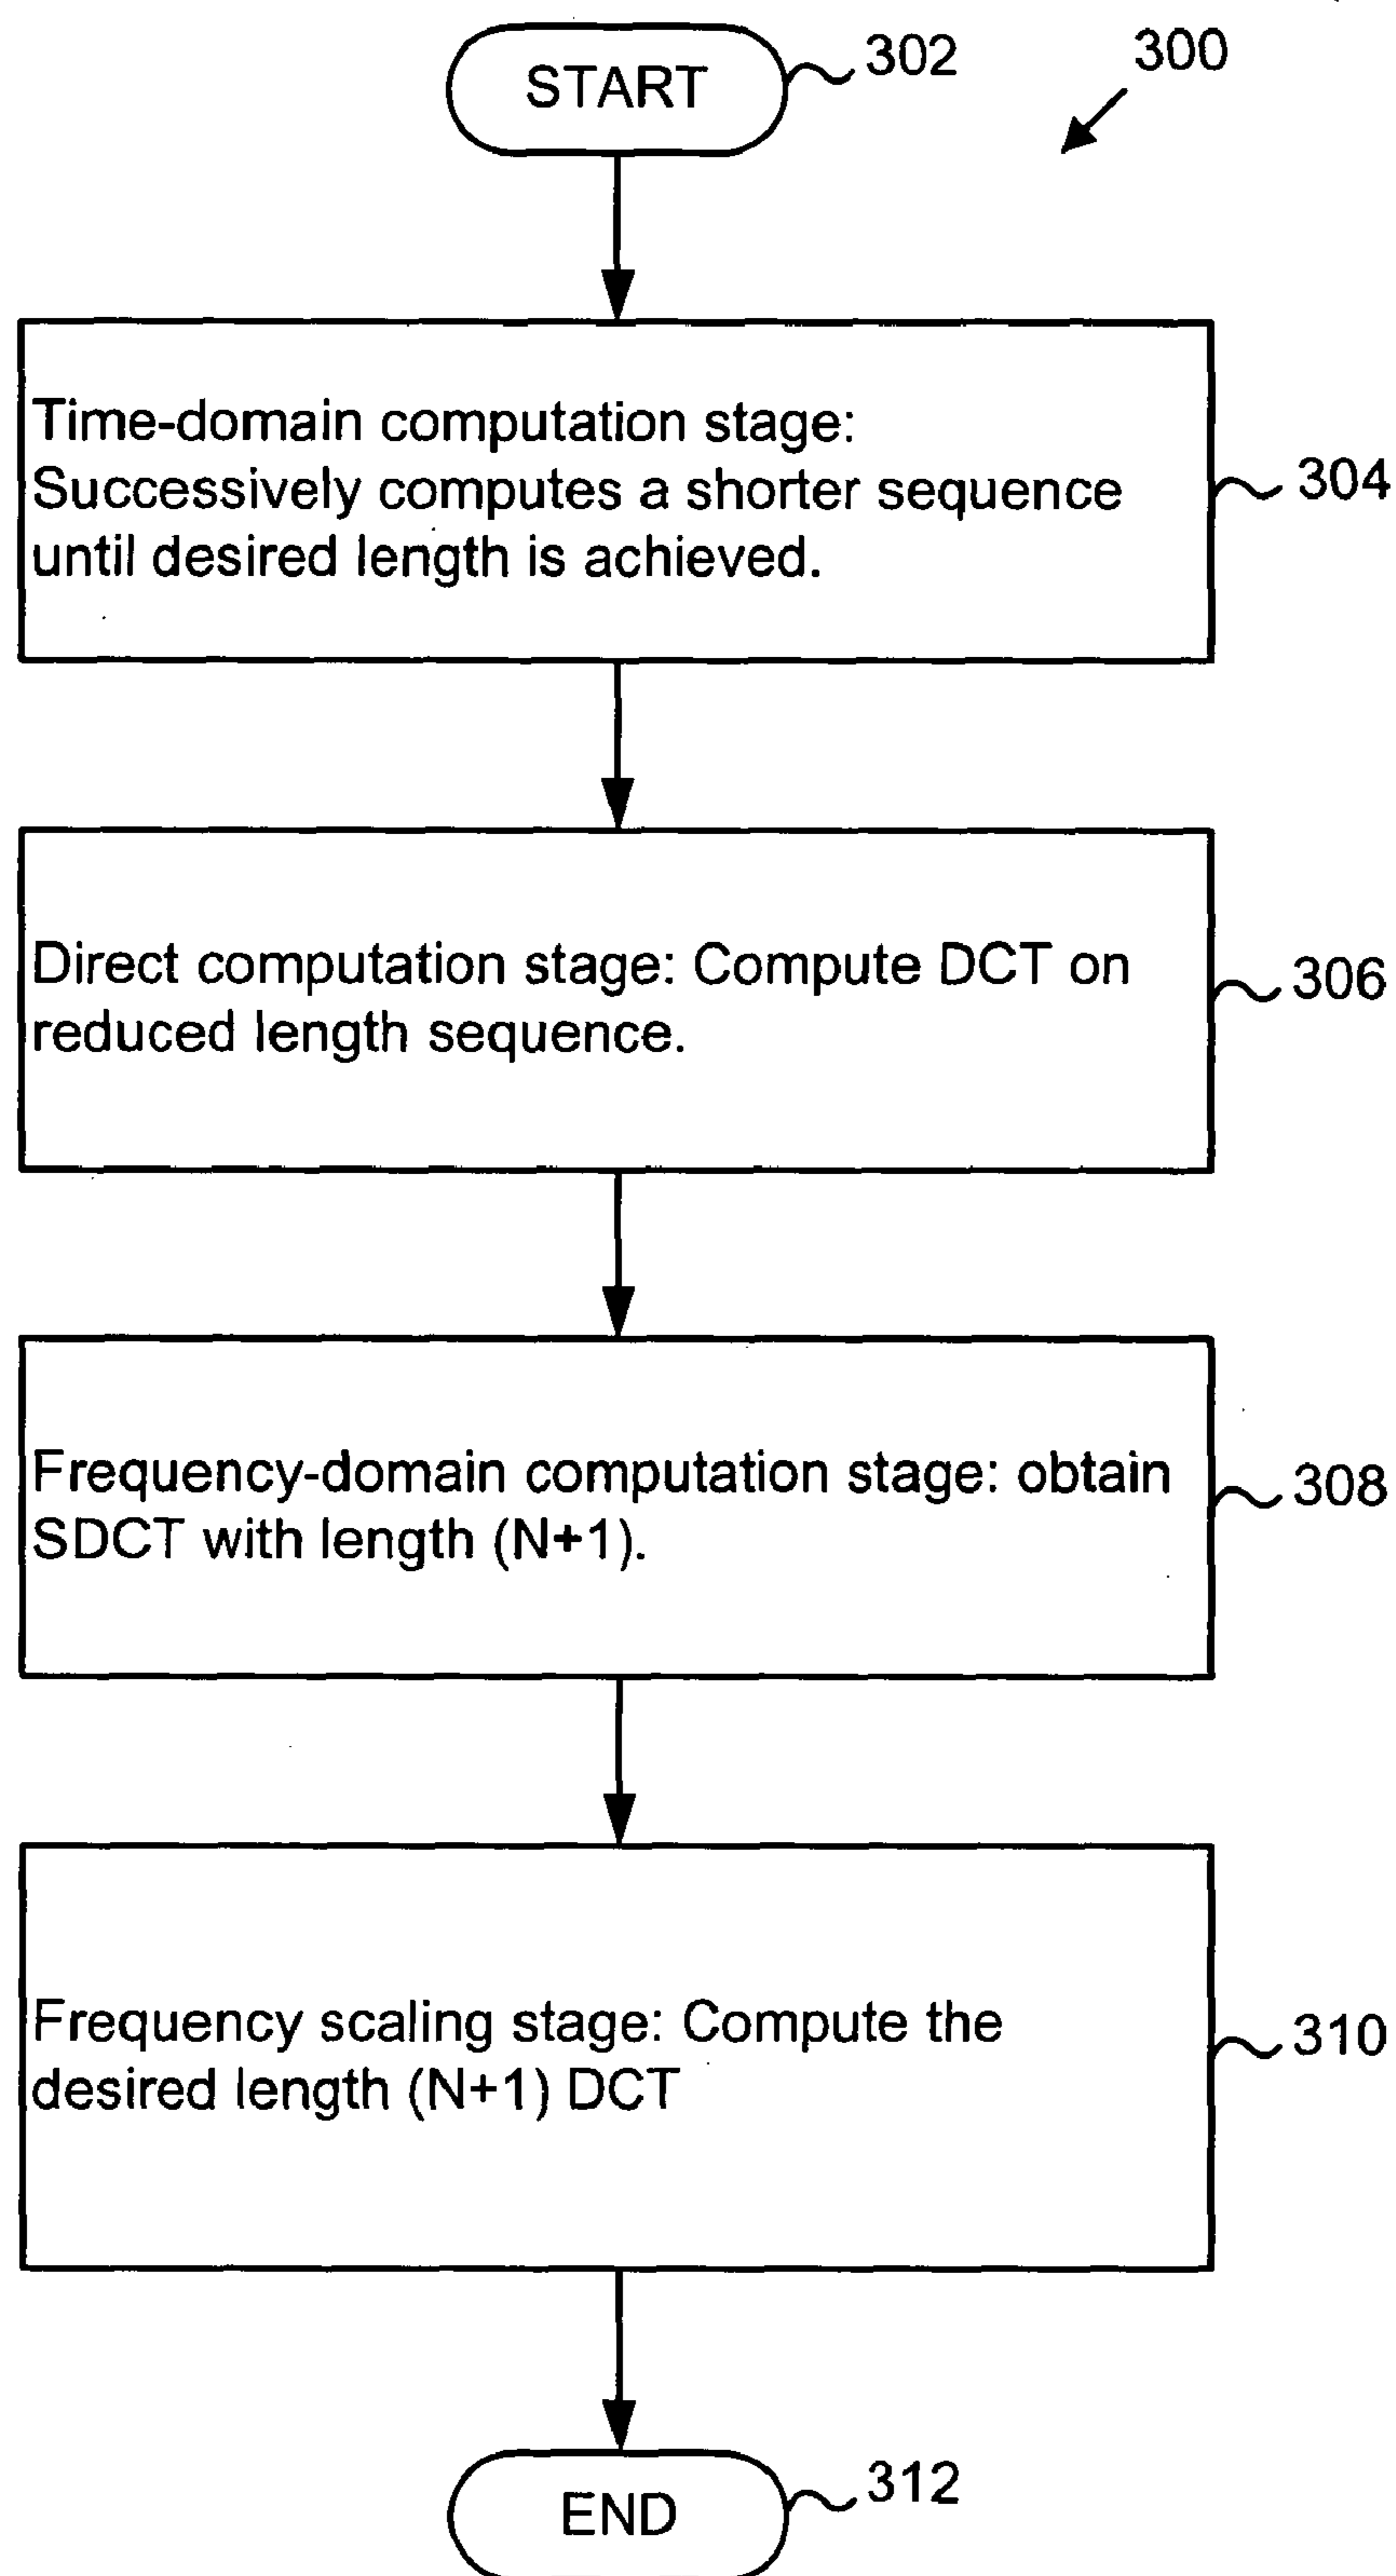 300
START
302
Time-domain computation stage:
Successively computes a shorter sequence
until desired length is achieved.
304
Direct computation stage: Compute DCT on
reduced length sequence.
306
Frequency-domain computation stage: obtain
SDCT with length (N+1).
308
Frequency scaling stage: Compute the
desired length (N+1) DCT
310
END
312